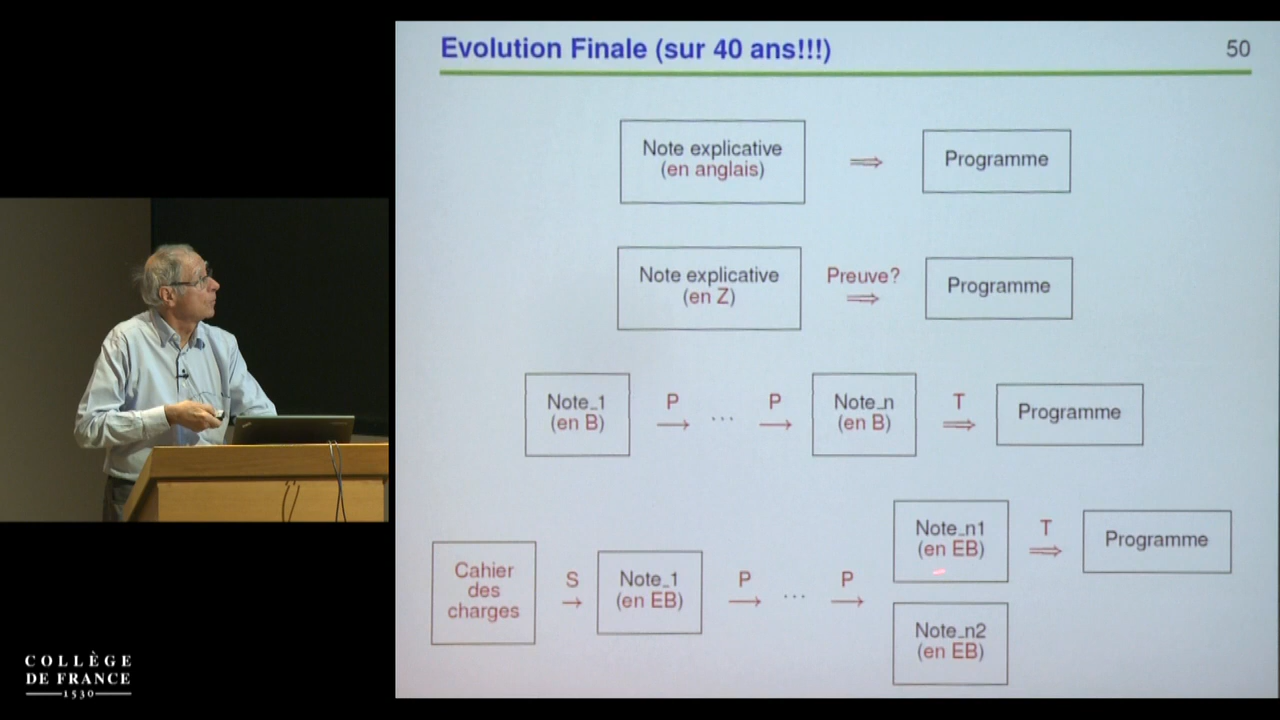 Evolution Finale (sur 40 ans!!!)
50
Note explicative
(en anglais)
⇒
Programme
Note explicative
(en Z)
Preuve?
⇒
Programme
Note_1
(en B)
P
→
...
P
→
Note_n
(en B)
T
⇒
Programme
Cahier
des
charges
S
→
Note_1
(en EB)
P
→
...
P
→
Note_n1
(en EB)
T
⇒
Programme
Note_n2
(en EB)
COLLÈGE
DE FRANCE
1530